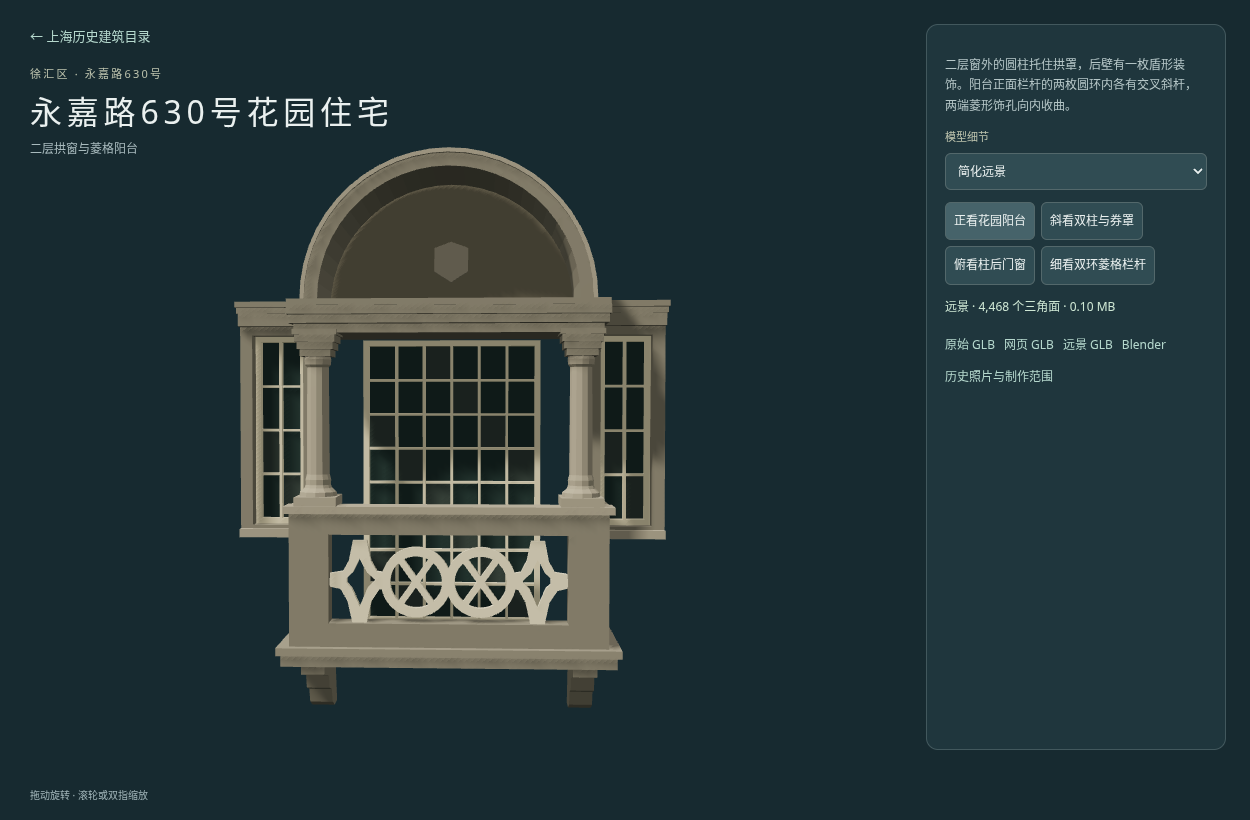 ← 上海历史建筑目录
徐汇区 · 永嘉路630号
永嘉路630号花园住宅
二层拱窗与菱格阳台
二层窗外的圆柱托住拱罩，后壁有一枚盾形装
饰。阳台正面栏杆的两枚圆环内各有交叉斜杆，
两端菱形饰孔向内收曲。
模型细节
简化远景
正看花园阳台 斜看双柱与券罩
俯看柱后门窗 细看双环菱格栏杆
远景 · 4,468 个三角面 · 0.10 MB
原始 GLB 网页 GLB 远景 GLB Blender
历史照片与制作范围
拖动旋转 · 滚轮或双指缩放